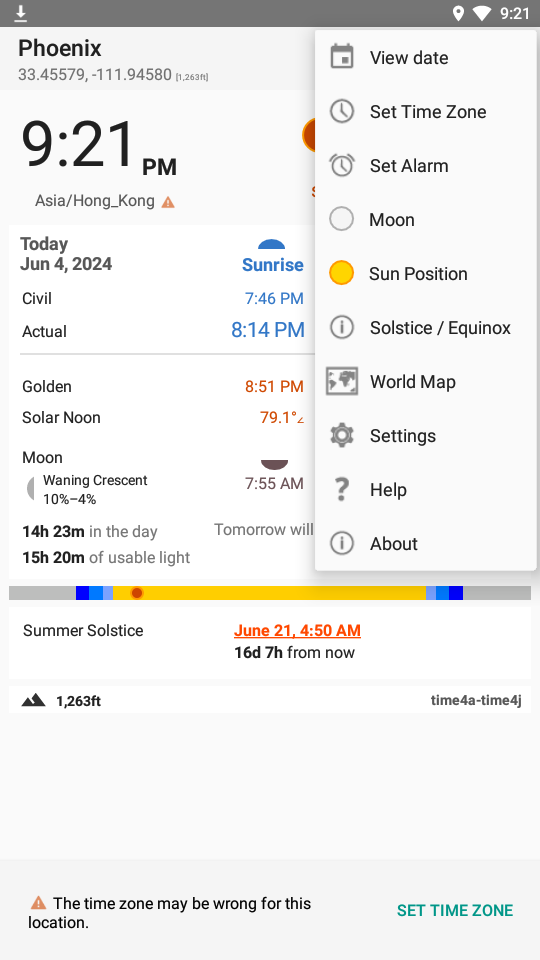 9:21
Phoenix
33.45579, -111.94580 [1,263ft]
9:21 PM
Asia/Hong_Kong
View date
Set Time Zone
Set Alarm
Moon
Sun Position
Solstice / Equinox
World Map
Settings
Help
About
Today
Jun 4, 2024
Sunrise
Civil 7:46 PM
Actual 8:14 PM
Golden 8:51 PM
Solar Noon 79.1°∠
Moon
Waning Crescent
10%–4%
7:55 AM
14h 23m in the day
Tomorrow will
15h 20m of usable light
Summer Solstice June 21, 4:50 AM
16d 7h from now
1,263ft time4a-time4j
The time zone may be wrong for this
location.
SET TIME ZONE